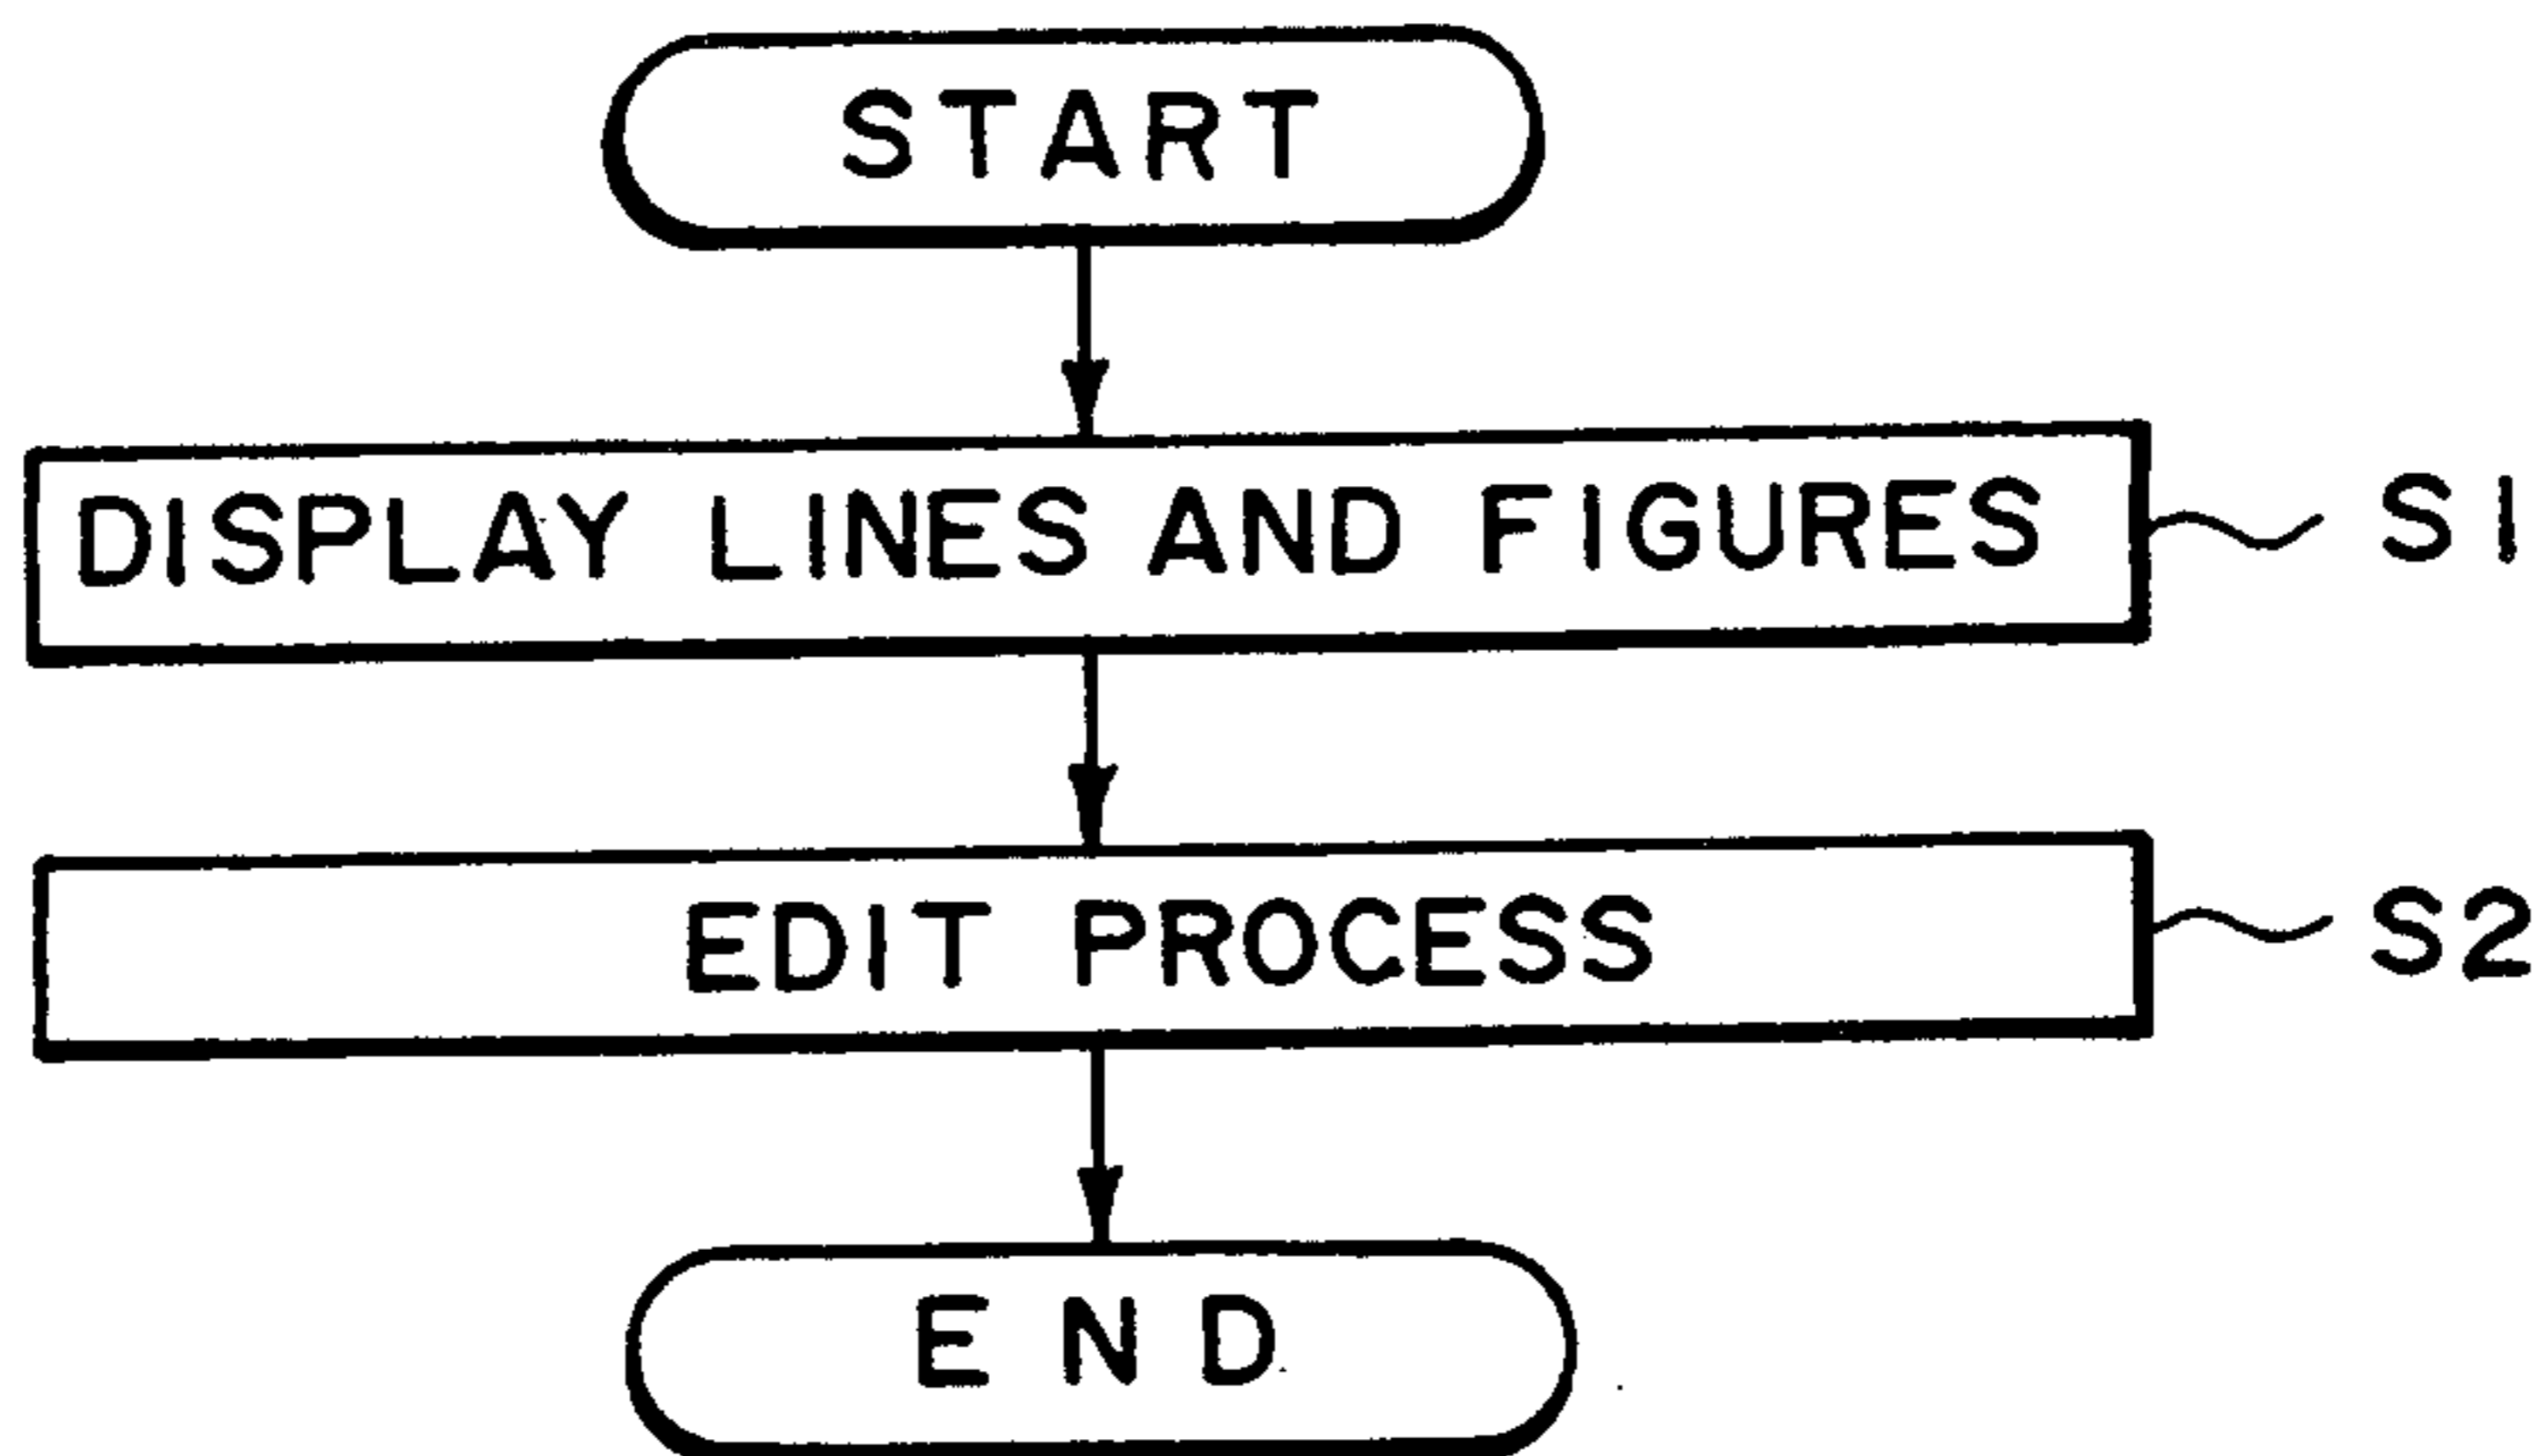 START
DISPLAY LINES AND FIGURES S1
EDIT PROCESS S2
END